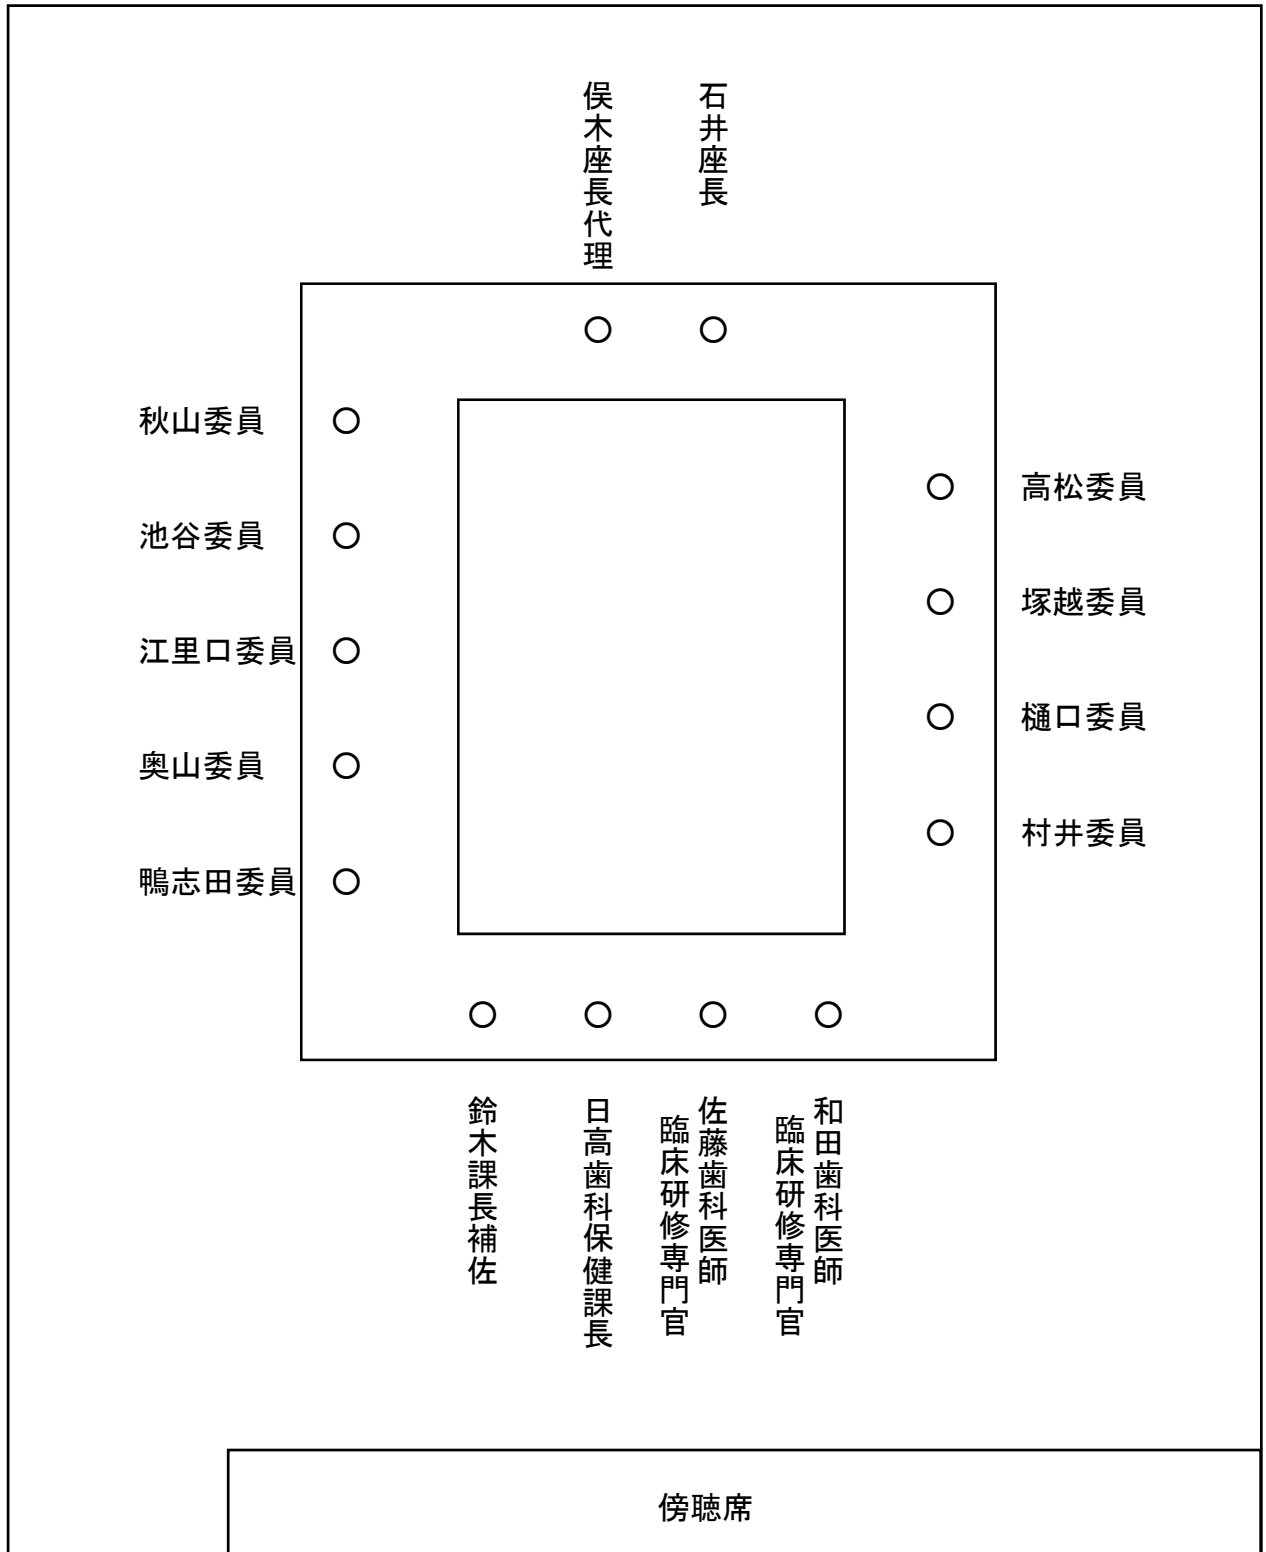 石井座長
俣木座長代理
秋山委員
池谷委員
江里口委員
奥山委員
鴨志田委員
高松委員
塚越委員
樋口委員
村井委員
和田歯科医師
臨床研修専門官
佐藤歯科医師
臨床研修専門官
日高歯科保健課長
鈴木課長補佐
傍聴席